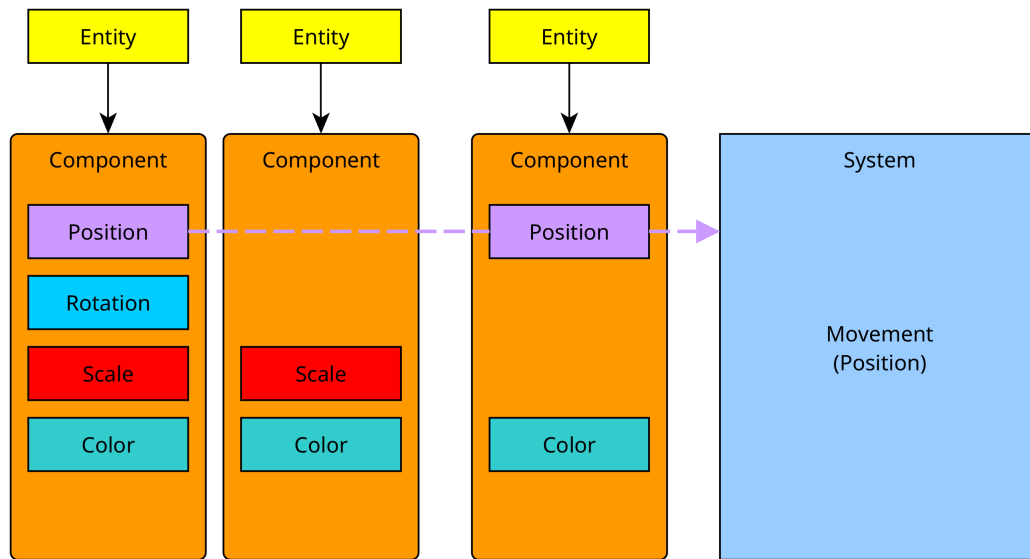 Entity
Entity
Entity
Component
Component
Component
System
Position
Position
Rotation
Movement
(Position)
Scale
Scale
Color
Color
Color